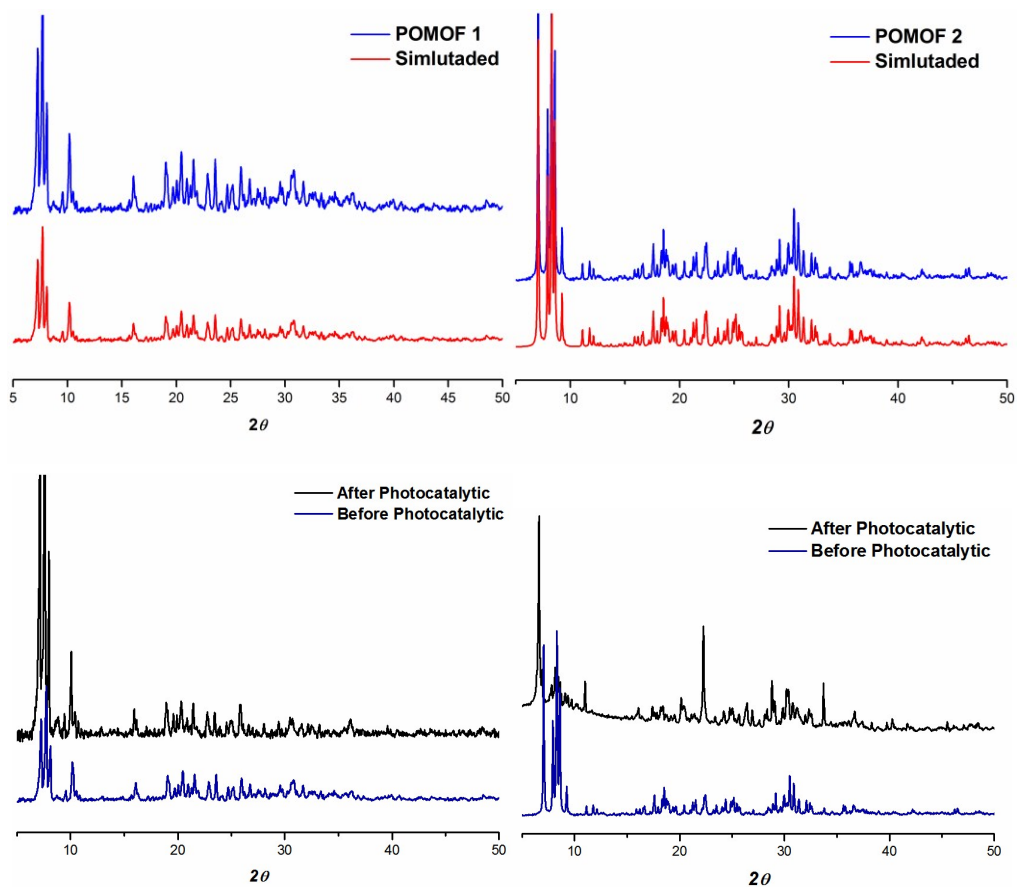 POMOF 1
Simlutaded
5 10 15 20 25 30 35 40 45 50
2θ
POMOF 2
Simlutaded
10 20 30 40 50
2θ
After Photocatalytic
Before Photocatalytic
10 20 30 40 50
2θ
After Photocatalytic
Before Photocatalytic
10 20 30 40 50
2θ